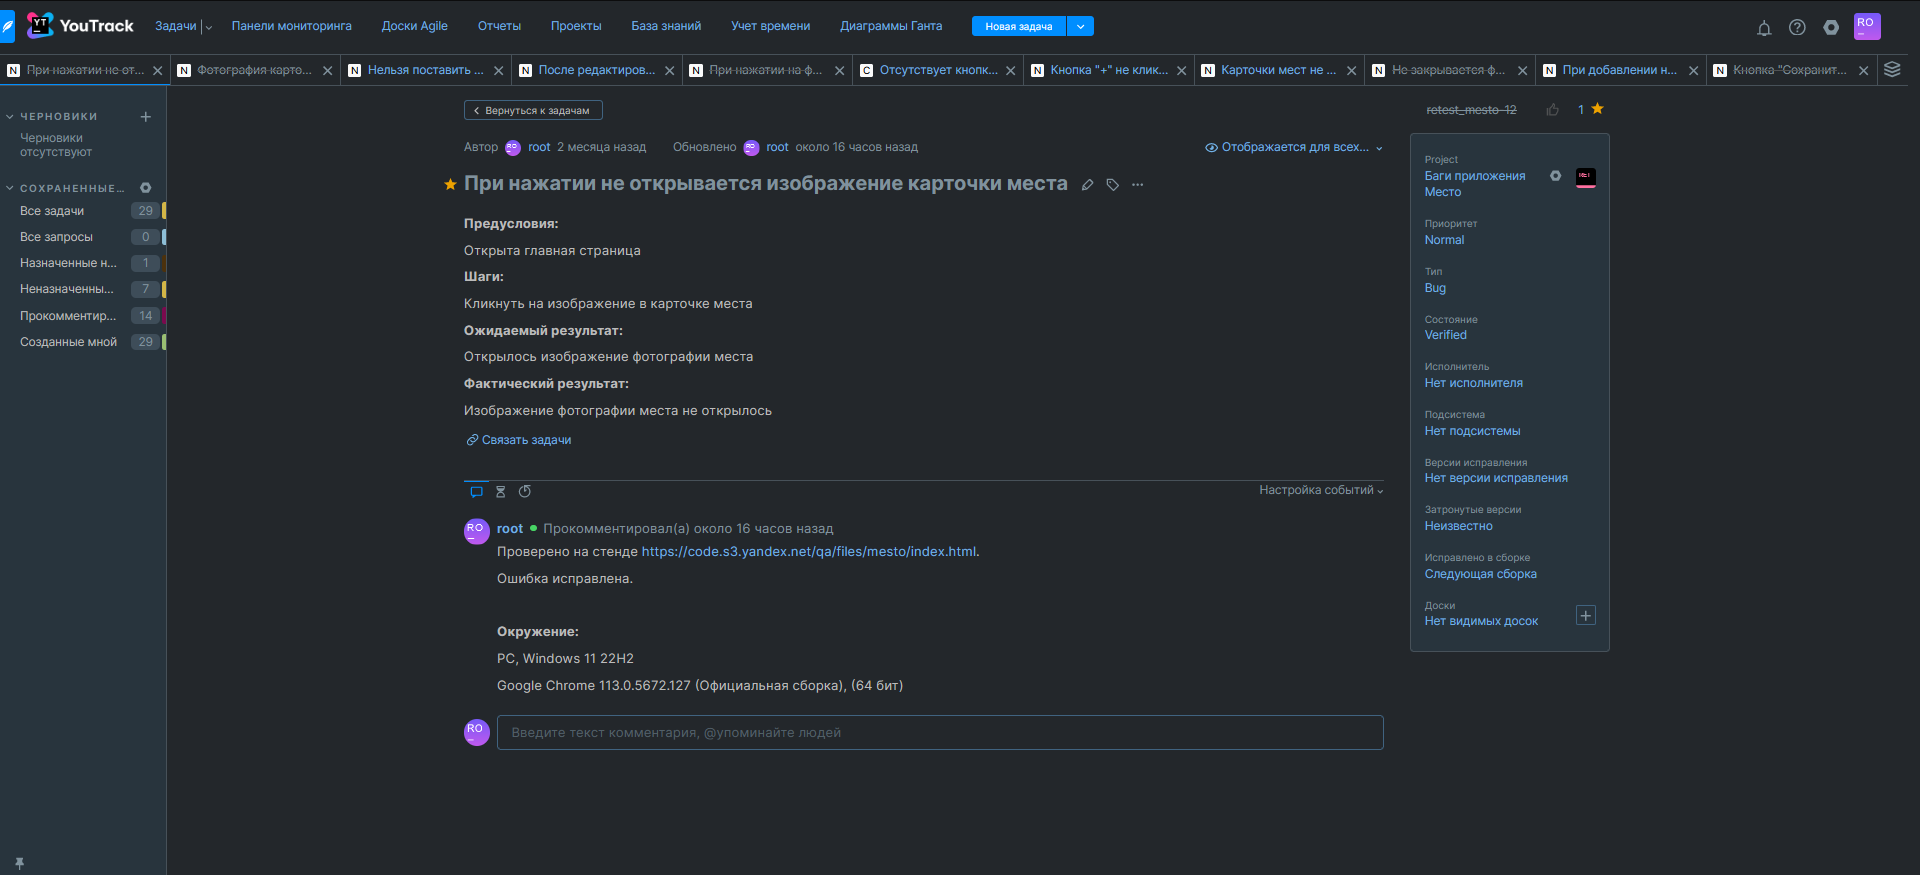 YouTrack
Задачи
Панели мониторинга
Доски Agile
Отчеты
Проекты
База знаний
Учет времени
Диаграммы Ганта
Новая задача
RO
N При нажатии не от...
N Фотография карто...
N Нельзя поставить ...
N После редактиров...
N При нажатии на ф...
C Отсутствует кнопк...
N Кнопка "+" не клик...
N Карточки мест не ...
N Не закрывается ф...
N При добавлении н...
N Кнопка "Сохранит...
ЧЕРНОВИКИ
Черновики
отсутствуют
СОХРАНЕННЫЕ...
Все задачи 29
Все запросы 0
Назначенные н... 1
Неназначенны... 7
Прокомментир... 14
Созданные мной 29
Вернуться к задачам
Автор root 2 месяца назад Обновлено root около 16 часов назад
Отображается для всех...
При нажатии не открывается изображение карточки места
Предусловия:
Открыта главная страница
Шаги:
Кликнуть на изображение в карточке места
Ожидаемый результат:
Открылось изображение фотографии места
Фактический результат:
Изображение фотографии места не открылось
Связать задачи
Настройка событий
RO
root Прокомментировал(а) около 16 часов назад
Проверено на стенде https://code.s3.yandex.net/qa/files/mesto/index.html.
Ошибка исправлена.
Окружение:
PC, Windows 11 22H2
Google Chrome 113.0.5672.127 (Официальная сборка), (64 бит)
RO
Введите текст комментария, @упоминайте людей
retest_mesto-12
1
Project
Баги приложения
Место
Приоритет
Normal
Тип
Bug
Состояние
Verified
Исполнитель
Нет исполнителя
Подсистема
Нет подсистемы
Версии исправления
Нет версии исправления
Затронутые версии
Неизвестно
Исправлено в сборке
Следующая сборка
Доски
Нет видимых досок